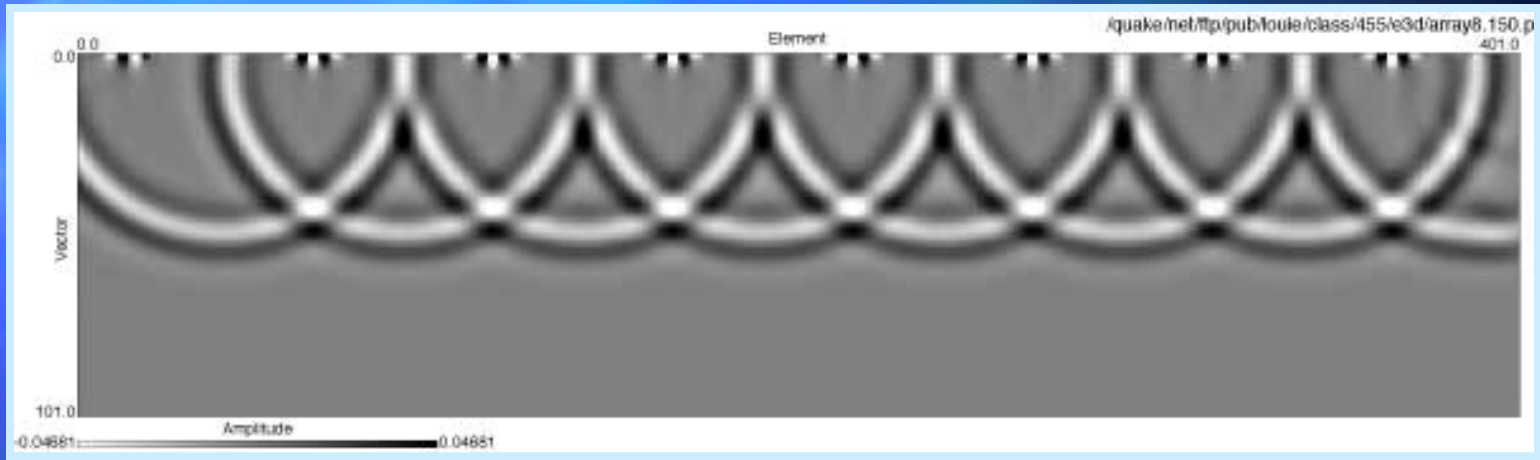 /quake/net/ftp/pub/louie/class/455/e3d/array8.150.p
0.0 Element 401.0
0.0
Vector
101.0
Amplitude
-0.04681 0.04681